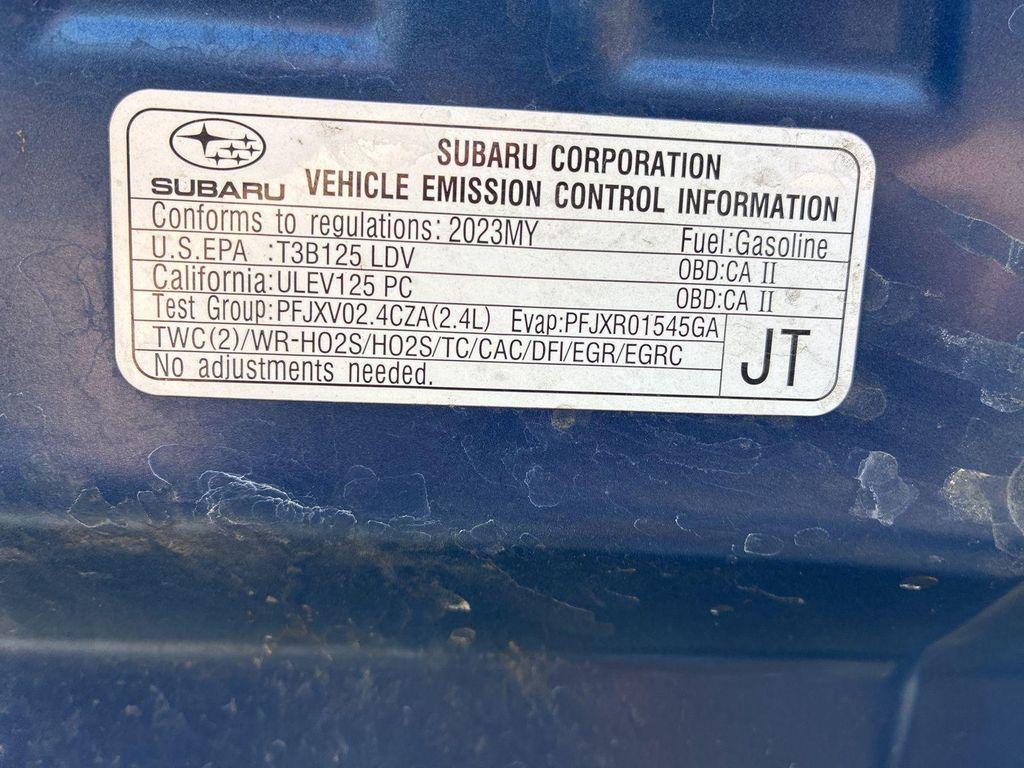 SUBARU
SUBARU CORPORATION
VEHICLE EMISSION CONTROL INFORMATION
Conforms to regulations: 2023MY Fuel:Gasoline
U.S.EPA :T3B125 LDV OBD:CA II
California:ULEV125 PC OBD:CA II
Test Group:PFJXV02.4CZA(2.4L) Evap:PFJXR01545GA
TWC(2)/WR-HO2S/HO2S/TC/CAC/DFI/EGR/EGRC
No adjustments needed.
JT